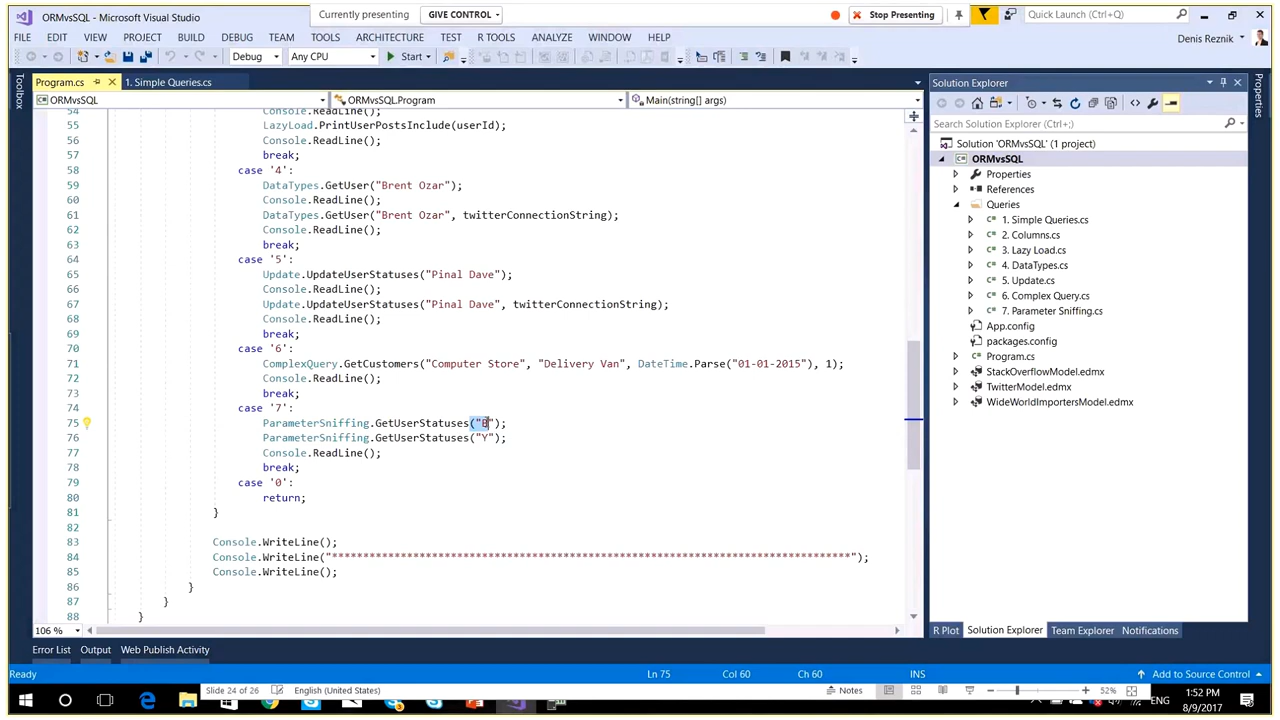 ORMvsSQL - Microsoft Visual Studio
Currently presenting
GIVE CONTROL
Stop Presenting
Quick Launch (Ctrl+;)
FILE EDIT VIEW PROJECT BUILD DEBUG TEAM TOOLS ARCHITECTURE TEST R TOOLS ANALYZE WINDOW HELP
Denis Reznik
Debug Any CPU Start
Toolbox
Program.cs
1. Simple Queries.cs
ORMvsSQL
ORMvsSQL.Program
Main(string[] args)
54 Console.ReadLine();
55 LazyLoad.PrintUserPostsInclude(userId);
56 Console.ReadLine();
57 break;
58 case '4':
59 DataTypes.GetUser("Brent Ozar");
60 Console.ReadLine();
61 DataTypes.GetUser("Brent Ozar", twitterConnectionString);
62 Console.ReadLine();
63 break;
64 case '5':
65 Update.UpdateUserStatuses("Pinal Dave");
66 Console.ReadLine();
67 Update.UpdateUserStatuses("Pinal Dave", twitterConnectionString);
68 Console.ReadLine();
69 break;
70 case '6':
71 ComplexQuery.GetCustomers("Computer Store", "Delivery Van", DateTime.Parse("01-01-2015"), 1);
72 Console.ReadLine();
73 break;
74 case '7':
75 ParameterSniffing.GetUserStatuses("B");
76 ParameterSniffing.GetUserStatuses("Y");
77 Console.ReadLine();
78 break;
79 case '0':
80 return;
81 }
82
83 Console.WriteLine();
84 Console.WriteLine("***********************************************************************************");
85 Console.WriteLine();
86 }
87 }
88 }
106 %
Solution Explorer
Search Solution Explorer (Ctrl+;)
Solution 'ORMvsSQL' (1 project)
ORMvsSQL
Properties
References
Queries
1. Simple Queries.cs
2. Columns.cs
3. Lazy Load.cs
4. DataTypes.cs
5. Update.cs
6. Complex Query.cs
7. Parameter Sniffing.cs
App.config
packages.config
Program.cs
StackOverflowModel.edmx
TwitterModel.edmx
WideWorldImportersModel.edmx
Properties
R Plot Solution Explorer Team Explorer Notifications
Error List Output Web Publish Activity
Ready Ln 75 Col 60 Ch 60 INS Add to Source Control
Slide 24 of 26 English (United States) Notes 52%
1:52 PM
8/9/2017